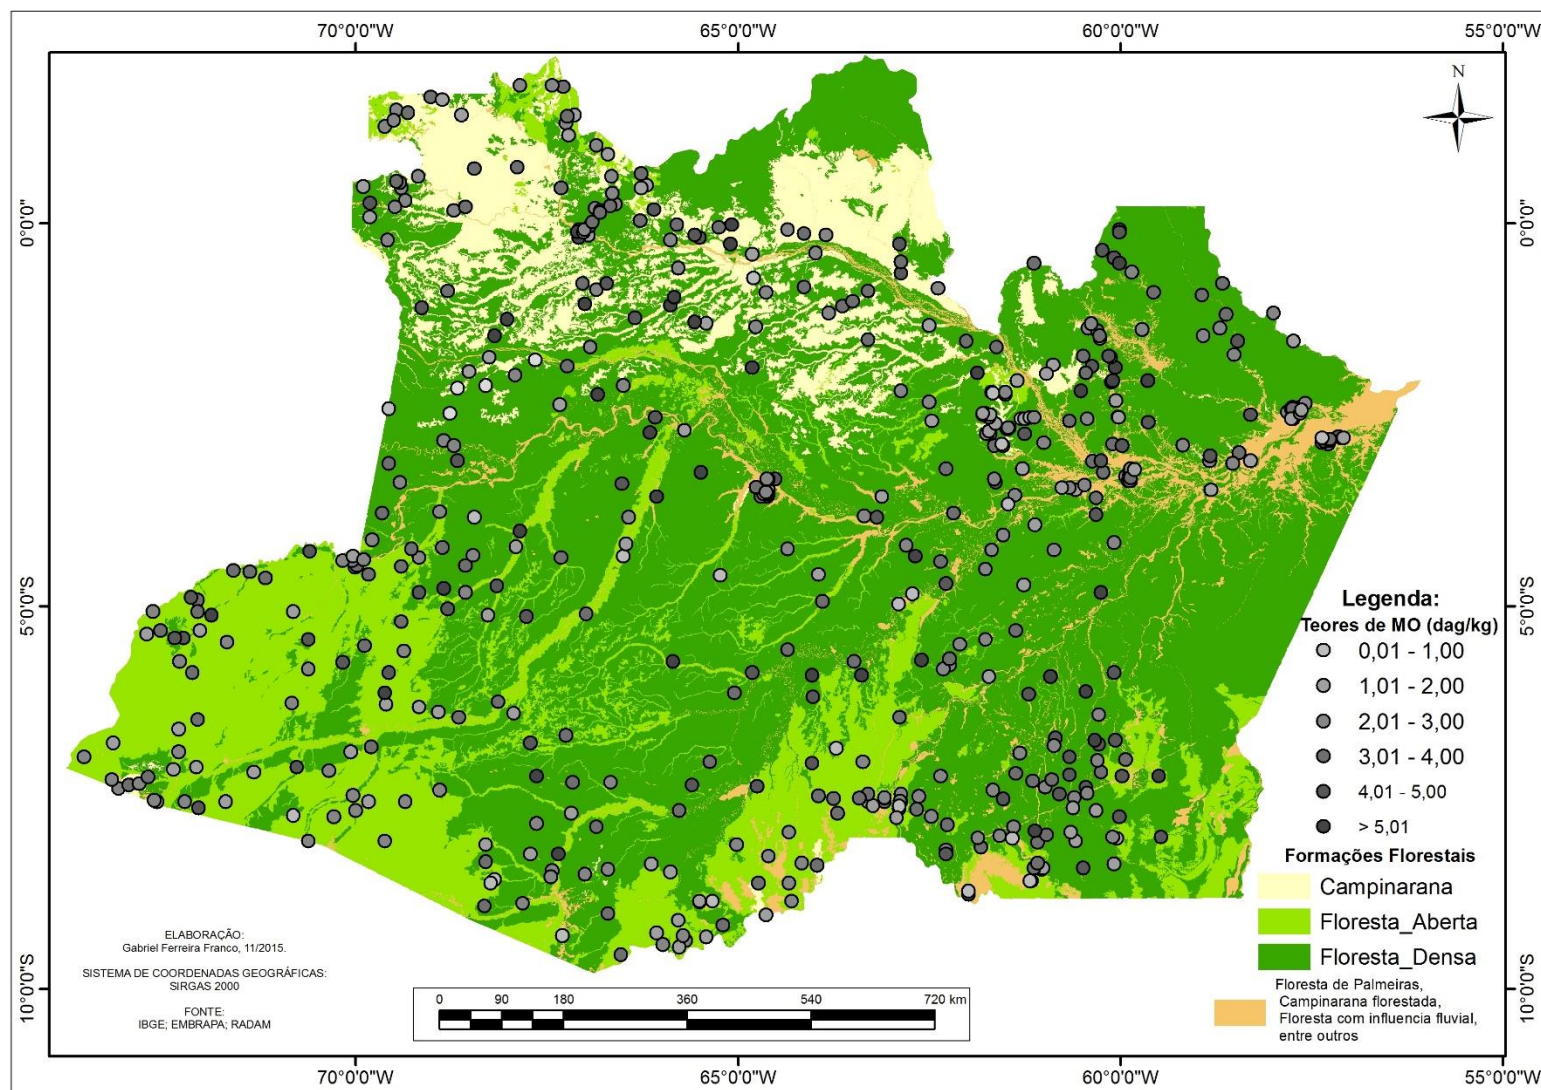 70°0'0"W 65°0'0"W 60°0'0"W 55°0'0"W
N
0°0'0" 0°0'0"
5°0'0"S 5°0'0"S
10°0'0"S 10°0'0"S
Legenda:
Teores de MO (dag/kg)
0,01 - 1,00
1,01 - 2,00
2,01 - 3,00
3,01 - 4,00
4,01 - 5,00
> 5,01
Formações Florestais
Campinarana
Floresta_Aberta
Floresta_Densa
Floresta de Palmeiras,
Campinarana florestada,
Floresta com influencia fluvial,
entre outros
ELABORAÇÃO:
Gabriel Ferreira Franco, 11/2015.
SISTEMA DE COORDENADAS GEOGRÁFICAS:
SIRGAS 2000
FONTE:
IBGE; EMBRAPA; RADAM
0 90 180 360 540 720 km
70°0'0"W 65°0'0"W 60°0'0"W 55°0'0"W